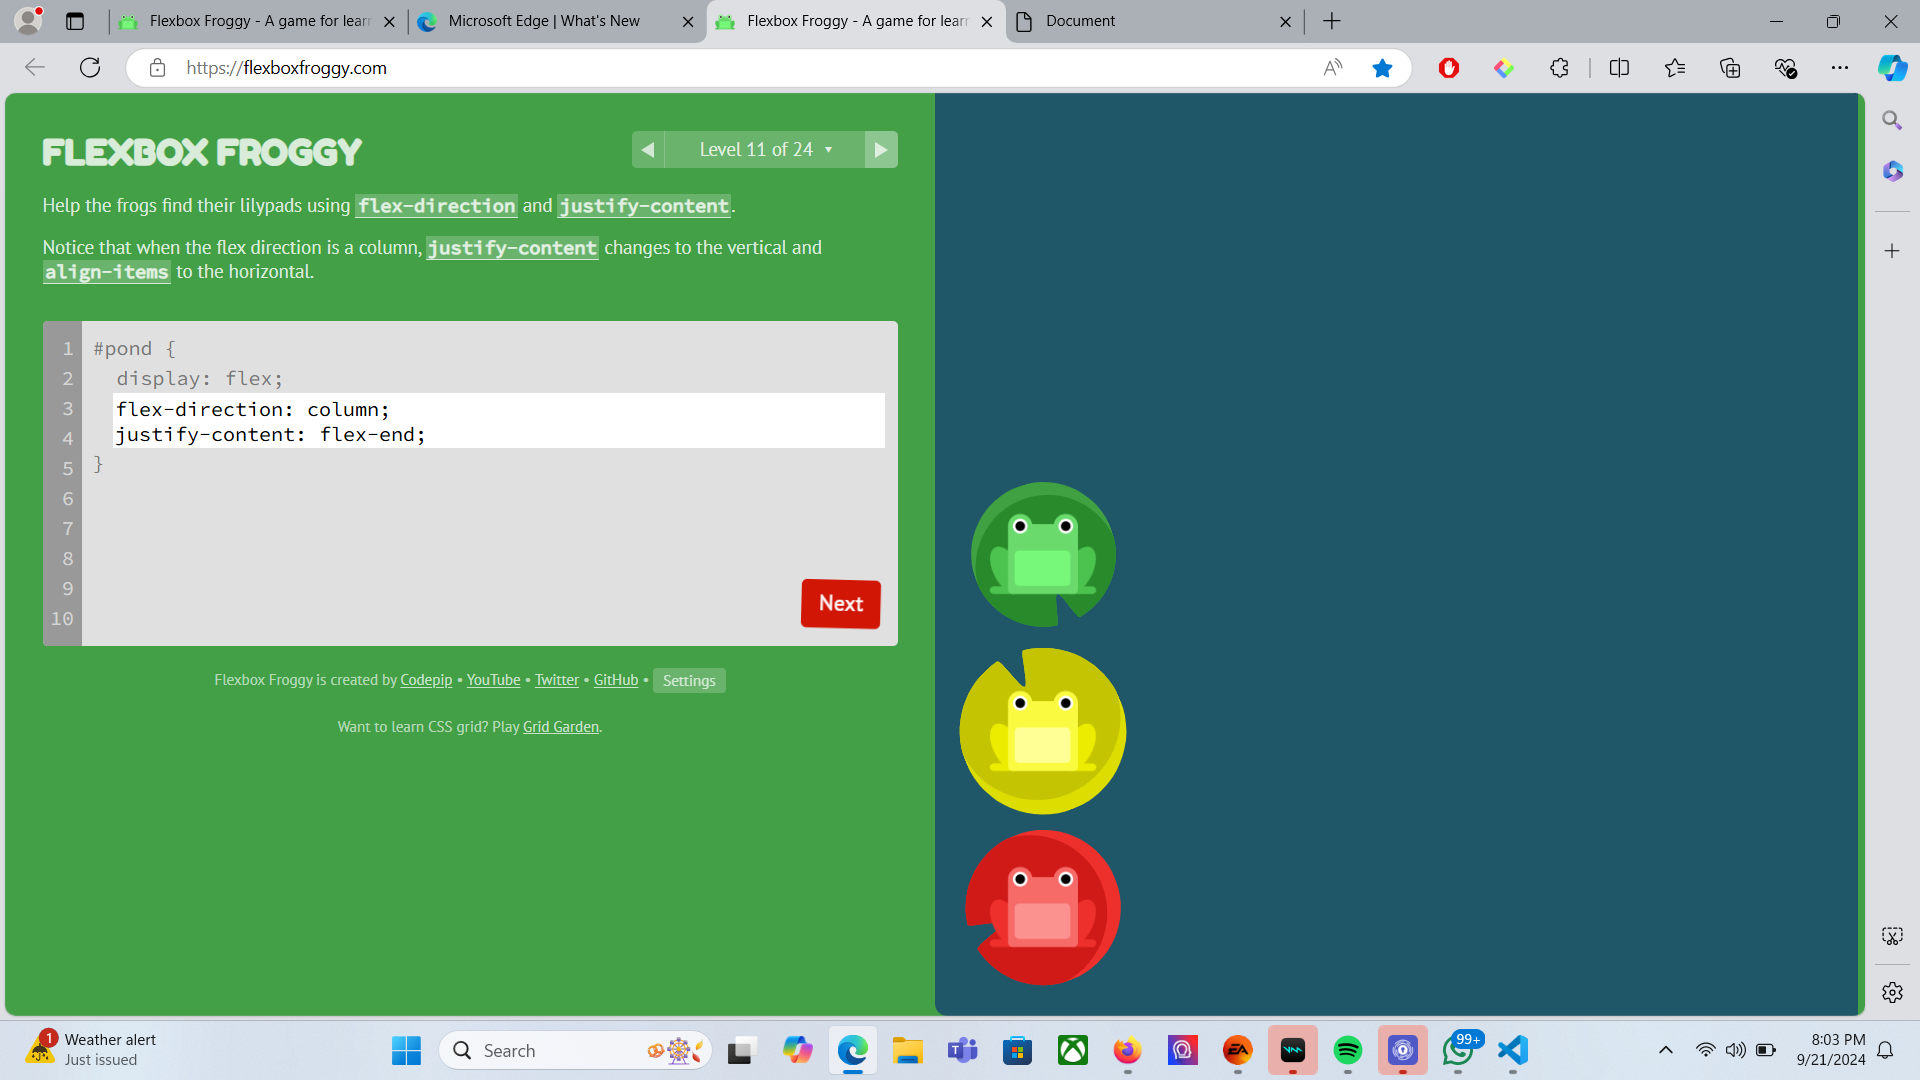 Flexbox Froggy - A game for lear
Microsoft Edge | What's New
Flexbox Froggy - A game for lear
Document
https://flexboxfroggy.com
FLEXBOX FROGGY
Level 11 of 24
Help the frogs find their lilypads using flex-direction and justify-content.
Notice that when the flex direction is a column, justify-content changes to the vertical and
align-items to the horizontal.
1 #pond {
2 display: flex;
3 flex-direction: column;
4 justify-content: flex-end;
5 }
6
7
8
9
10
Next
Flexbox Froggy is created by Codepip • YouTube • Twitter • GitHub • Settings
Want to learn CSS grid? Play Grid Garden.
1
Weather alert
Just issued
Search
EA
99+
8:03 PM
9/21/2024